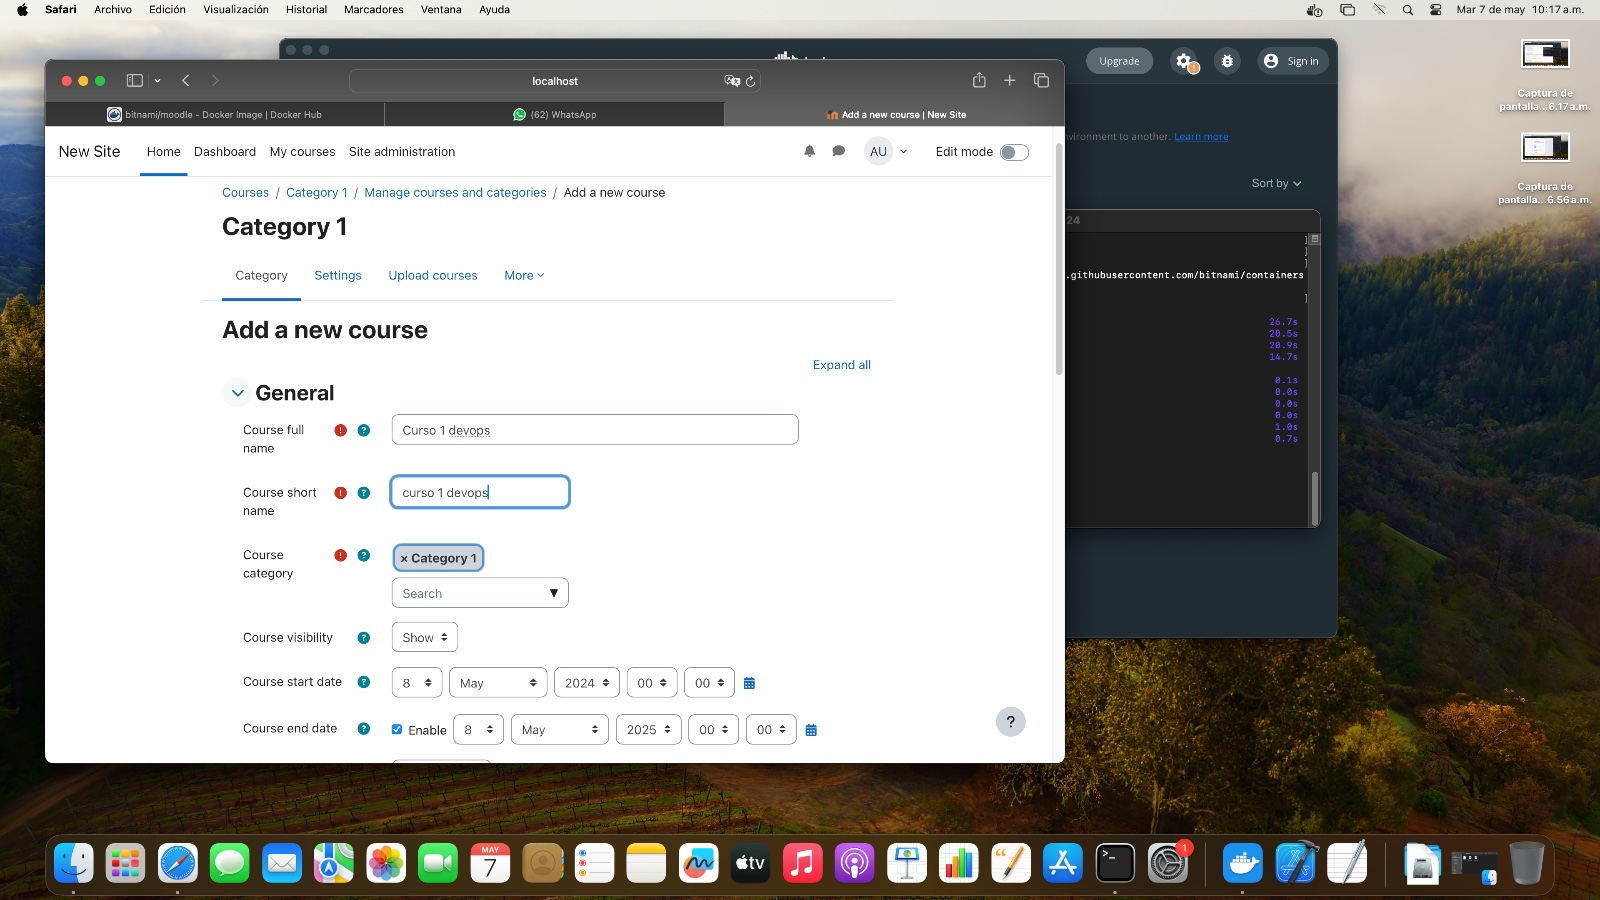 Safari Archivo Edición Visualización Historial Marcadores Ventana Ayuda Mar 7 de may 10:17 a.m.
Upgrade Sign in
localhost
bitnami/moodle - Docker Image | Docker Hub (62) WhatsApp Add a new course | New Site
Captura de
pantalla...6.17 a.m.
Captura de
pantalla...6.56 a.m.
vironment to another. Learn more
Sort by
24
.githubusercontent.com/bitnami/containers
26.7s
20.5s
20.9s
14.7s
0.1s
0.0s
0.0s
0.0s
1.0s
0.7s
New Site Home Dashboard My courses Site administration AU Edit mode
Courses / Category 1 / Manage courses and categories / Add a new course
Category 1
Category Settings Upload courses More
Add a new course
Expand all
General
Course full
name
Curso 1 devops
Course short
name
curso 1 devops
Course
category
× Category 1
Search
Course visibility Show
Course start date 8 May 2024 00 00
Course end date Enable 8 May 2025 00 00
?
MAY
7
tv
1